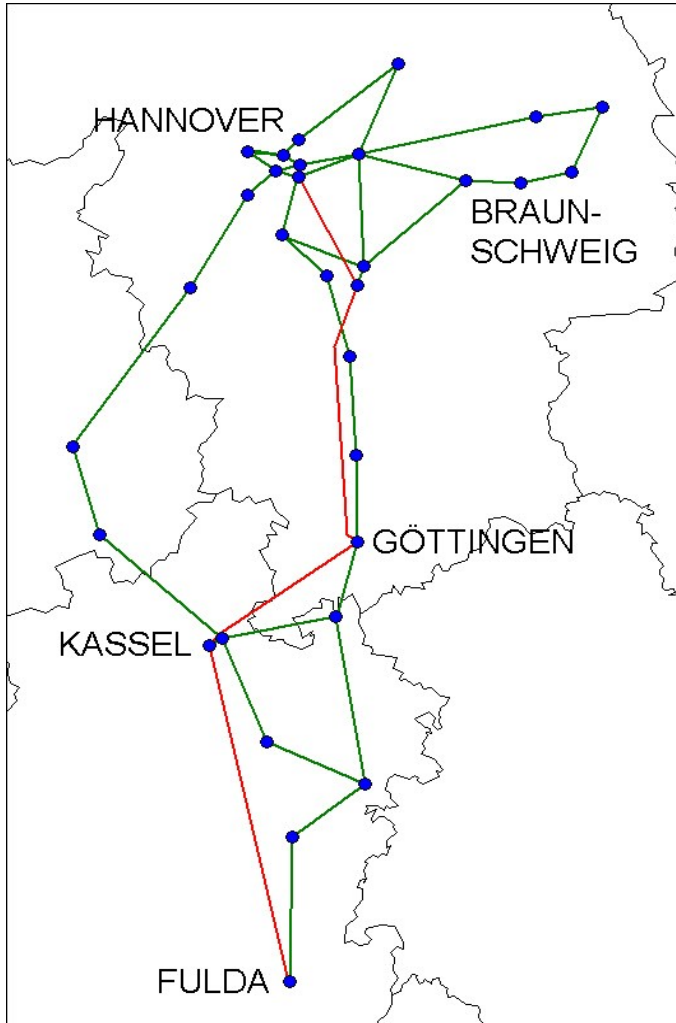 HANNOVER
BRAUN-
SCHWEIG
GÖTTINGEN
KASSEL
FULDA